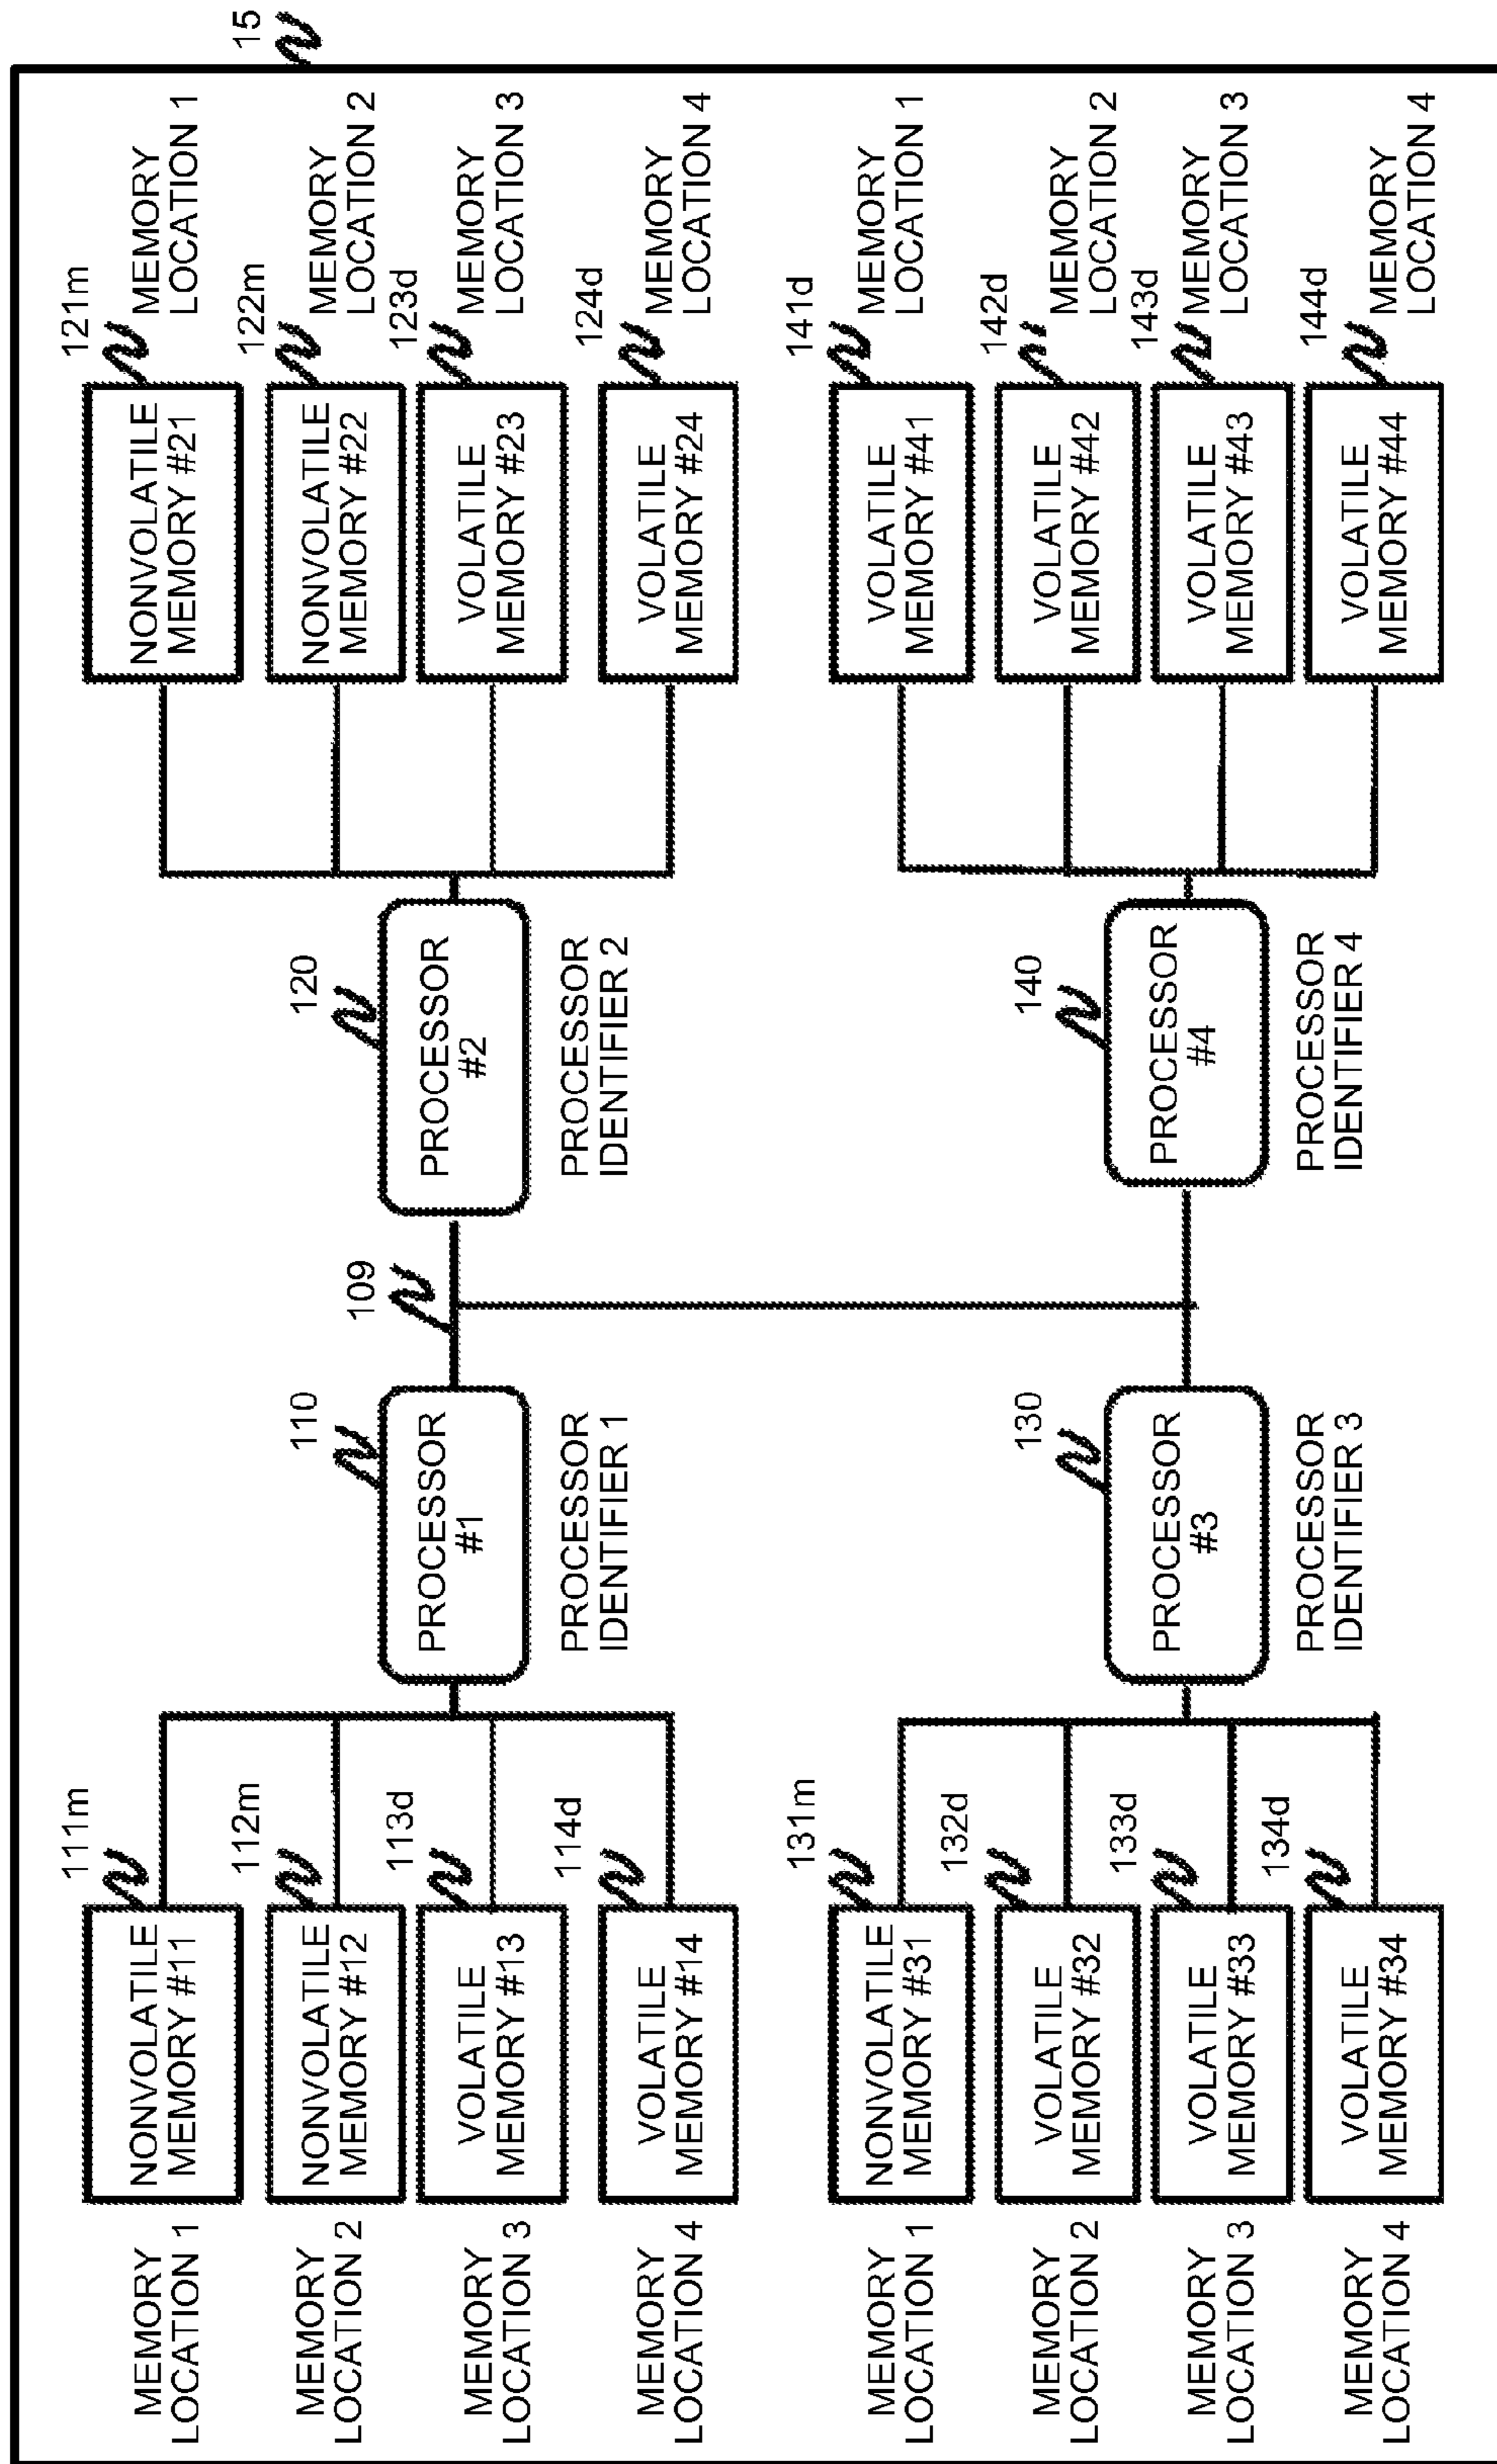 15
MEMORY
LOCATION 1
111m
NONVOLATILE
MEMORY #11
MEMORY
LOCATION 2
112m
NONVOLATILE
MEMORY #12
MEMORY
LOCATION 3
113d
VOLATILE
MEMORY #13
MEMORY
LOCATION 4
114d
VOLATILE
MEMORY #14
110
PROCESSOR
#1
PROCESSOR
IDENTIFIER 1
109
120
PROCESSOR
#2
PROCESSOR
IDENTIFIER 2
121m
NONVOLATILE
MEMORY #21
MEMORY
LOCATION 1
122m
NONVOLATILE
MEMORY #22
MEMORY
LOCATION 2
123d
VOLATILE
MEMORY #23
MEMORY
LOCATION 3
124d
VOLATILE
MEMORY #24
MEMORY
LOCATION 4
MEMORY
LOCATION 1
131m
NONVOLATILE
MEMORY #31
MEMORY
LOCATION 2
132d
VOLATILE
MEMORY #32
MEMORY
LOCATION 3
133d
VOLATILE
MEMORY #33
MEMORY
LOCATION 4
134d
VOLATILE
MEMORY #34
130
PROCESSOR
#3
PROCESSOR
IDENTIFIER 3
140
PROCESSOR
#4
PROCESSOR
IDENTIFIER 4
141d
VOLATILE
MEMORY #41
MEMORY
LOCATION 1
142d
VOLATILE
MEMORY #42
MEMORY
LOCATION 2
143d
VOLATILE
MEMORY #43
MEMORY
LOCATION 3
144d
VOLATILE
MEMORY #44
MEMORY
LOCATION 4